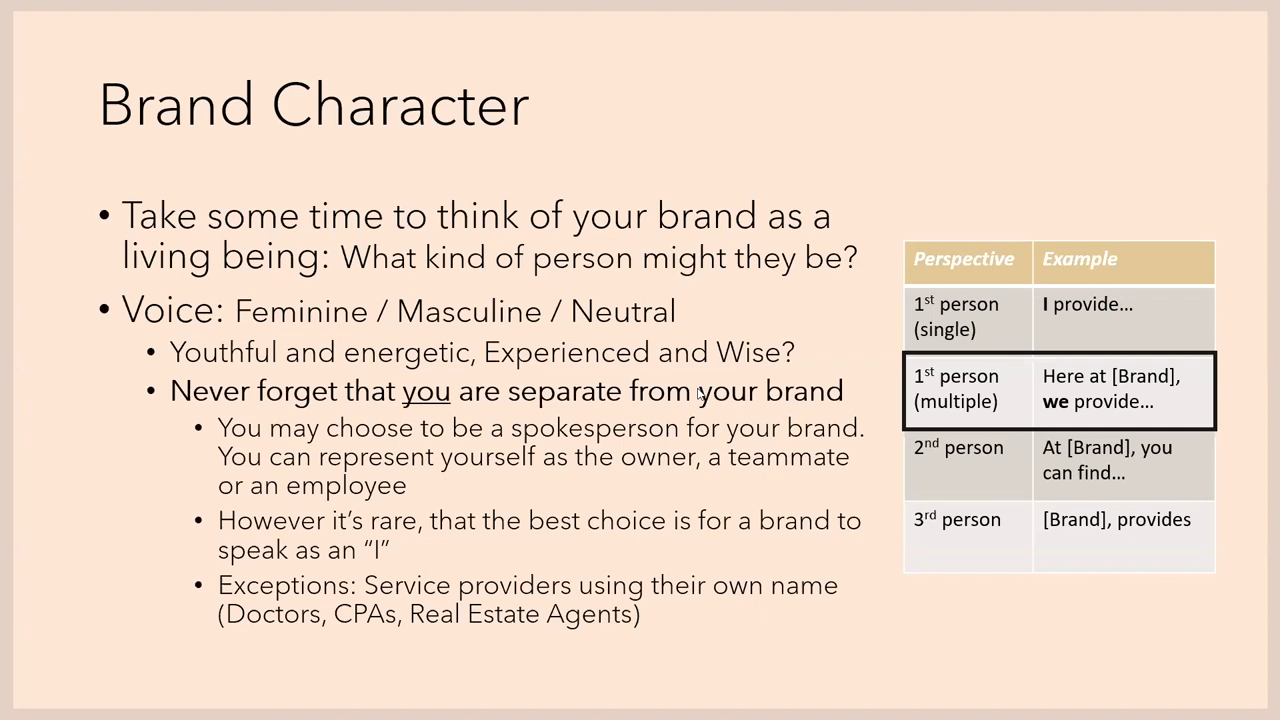 Brand Character
• Take some time to think of your brand as a
living being: What kind of person might they be?
• Voice: Feminine / Masculine / Neutral
• Youthful and energetic, Experienced and Wise?
• Never forget that you are separate from your brand
• You may choose to be a spokesperson for your brand.
You can represent yourself as the owner, a teammate
or an employee
• However it’s rare, that the best choice is for a brand to
speak as an “I”
• Exceptions: Service providers using their own name
(Doctors, CPAs, Real Estate Agents)
Perspective Example
1st person I provide...
(single)
1st person Here at [Brand],
(multiple) we provide...
2nd person At [Brand], you
can find...
3rd person [Brand], provides